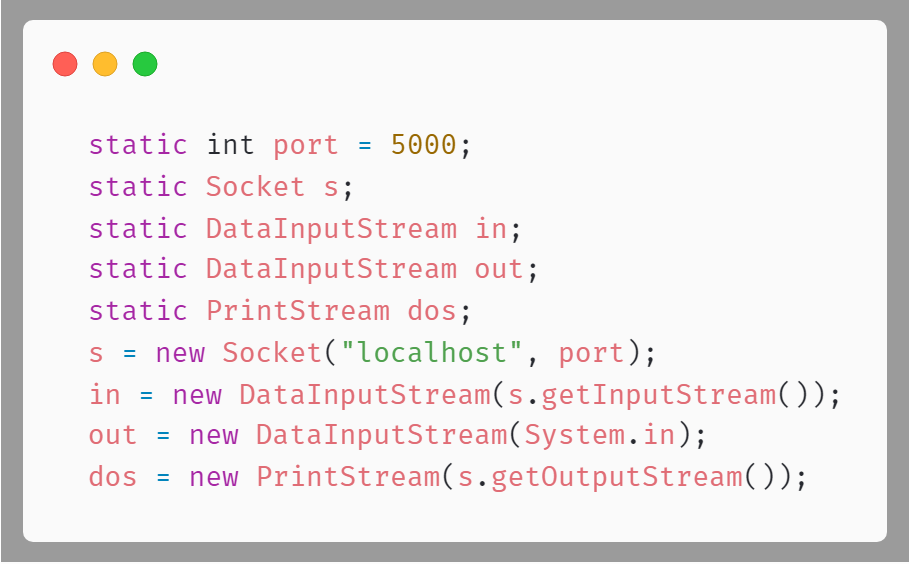 static int port = 5000;
static Socket s;
static DataInputStream in;
static DataInputStream out;
static PrintStream dos;
s = new Socket("localhost", port);
in = new DataInputStream(s.getInputStream());
out = new DataInputStream(System.in);
dos = new PrintStream(s.getOutputStream());